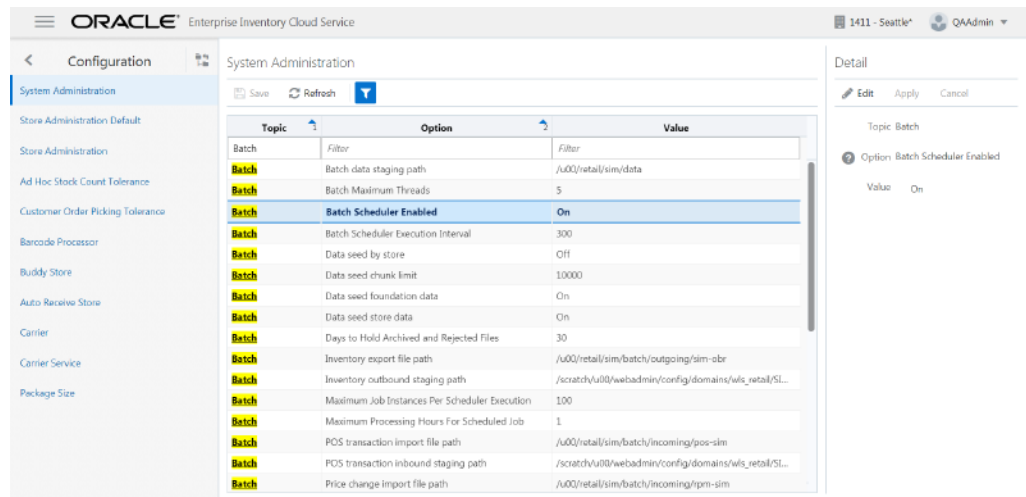 ORACLE® Enterprise Inventory Cloud Service
1411 - Seattle*
QAAdmin
Configuration
System Administration
Store Administration Default
Store Administration
Ad Hoc Stock Count Tolerance
Customer Order Picking Tolerance
Barcode Processor
Buddy Store
Auto Receive Store
Carrier
Carrier Service
Package Size
System Administration
Save Refresh
Topic 1 Option 2 Value
Batch Filter Filter
Batch Batch data staging path /u00/retail/sim/data
Batch Batch Maximum Threads 5
Batch Batch Scheduler Enabled On
Batch Batch Scheduler Execution Interval 300
Batch Data seed by store Off
Batch Data seed chunk limit 10000
Batch Data seed foundation data On
Batch Data seed store data On
Batch Days to Hold Archived and Rejected Files 30
Batch Inventory export file path /u00/retail/sim/batch/outgoing/sim-obr
Batch Inventory outbound staging path /scratch/u00/webadmin/config/domains/wls_retail/SI...
Batch Maximum Job Instances Per Scheduler Execution 100
Batch Maximum Processing Hours For Scheduled Job 1
Batch POS transaction import file path /u00/retail/sim/batch/incoming/pos-sim
Batch POS transaction inbound staging path /scratch/u00/webadmin/config/domains/wls_retail/SI...
Batch Price change import file path /u00/retail/sim/batch/incoming/rpm-sim
Detail
Edit Apply Cancel
Topic Batch
Option Batch Scheduler Enabled
Value On